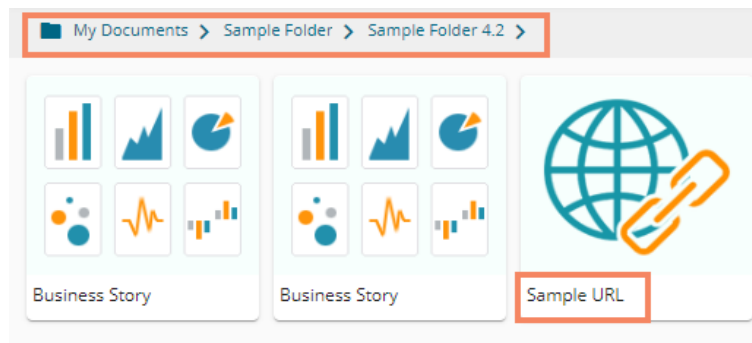 My Documents > Sample Folder > Sample Folder 4.2 >
Business Story
Business Story
Sample URL